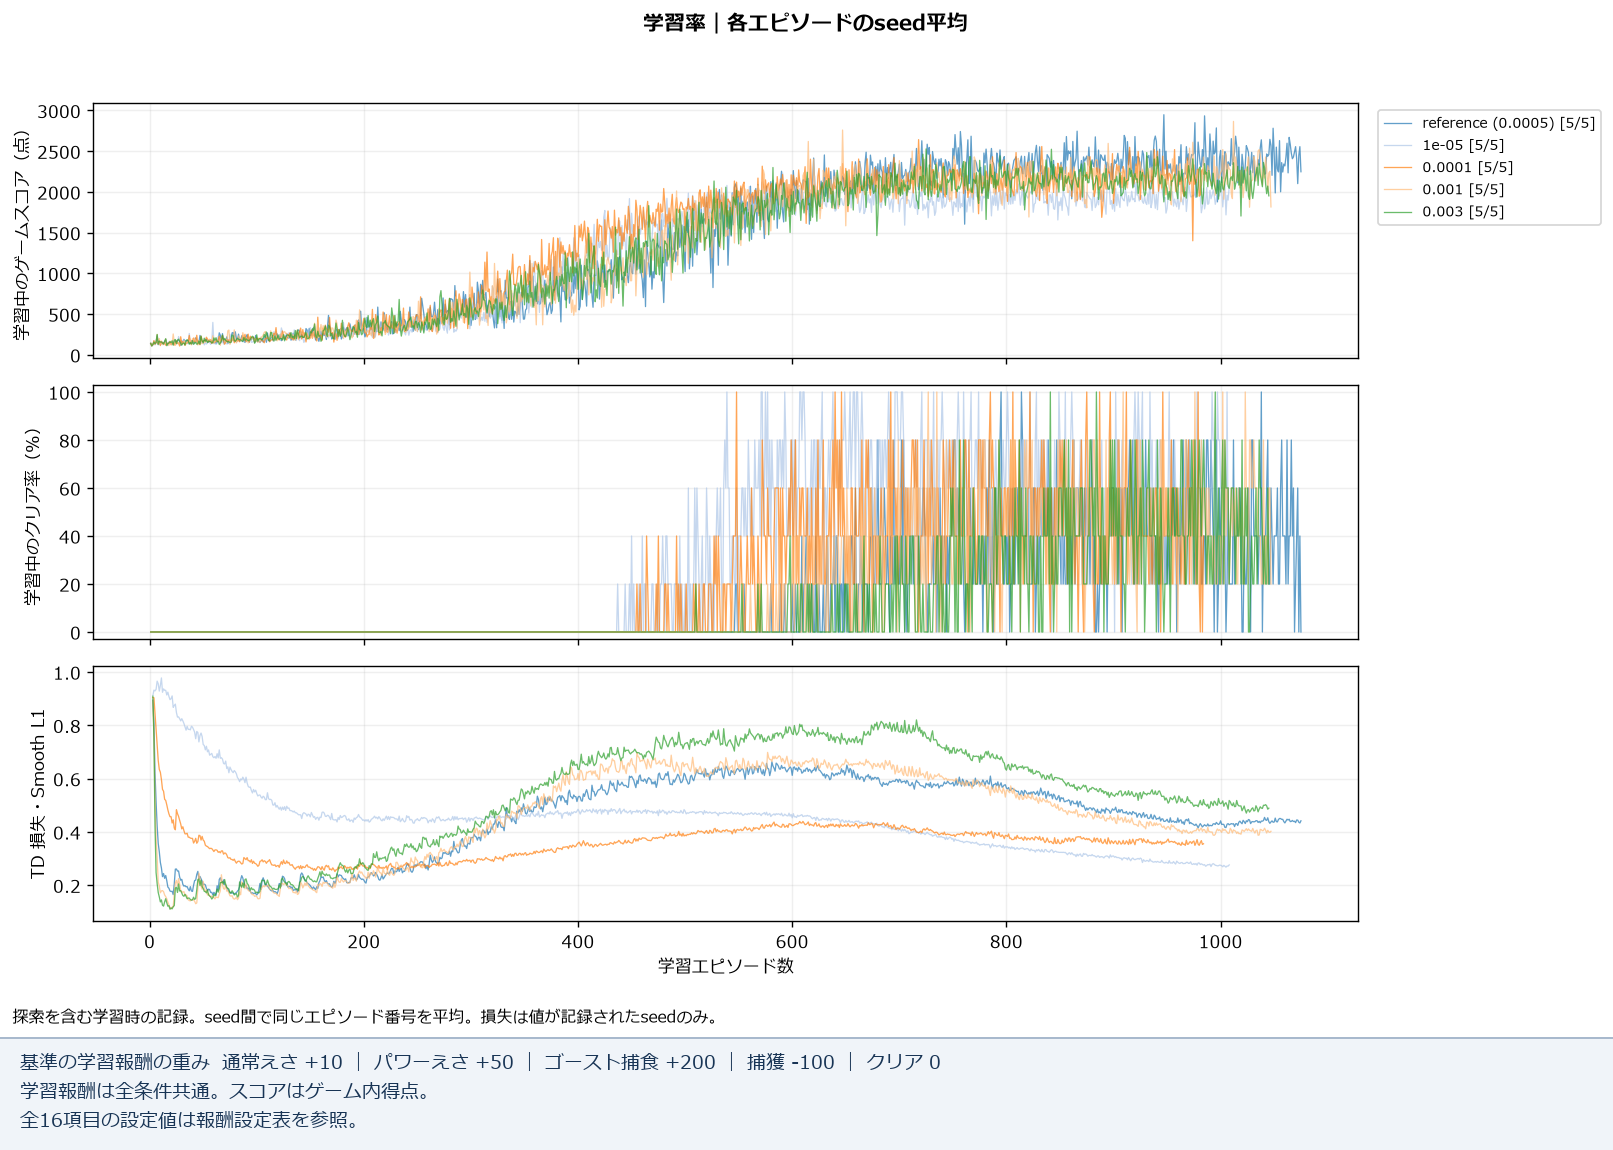 学習率｜各エピソードのseed平均
学習中のゲームスコア（点）
3000
2500
2000
1500
1000
500
0
reference (0.0005) [5/5]
1e-05 [5/5]
0.0001 [5/5]
0.001 [5/5]
0.003 [5/5]
学習中のクリア率（%）
100
80
60
40
20
0
TD 損失・Smooth L1
1.0
0.8
0.6
0.4
0.2
0
200
400
600
800
1000
学習エピソード数
探索を含む学習時の記録。seed間で同じエピソード番号を平均。損失は値が記録されたseedのみ。
基準の学習報酬の重み 通常えさ +10 ｜ パワーえさ +50 ｜ ゴースト捕食 +200 ｜ 捕獲 -100 ｜ クリア 0
学習報酬は全条件共通。スコアはゲーム内得点。
全16項目の設定値は報酬設定表を参照。